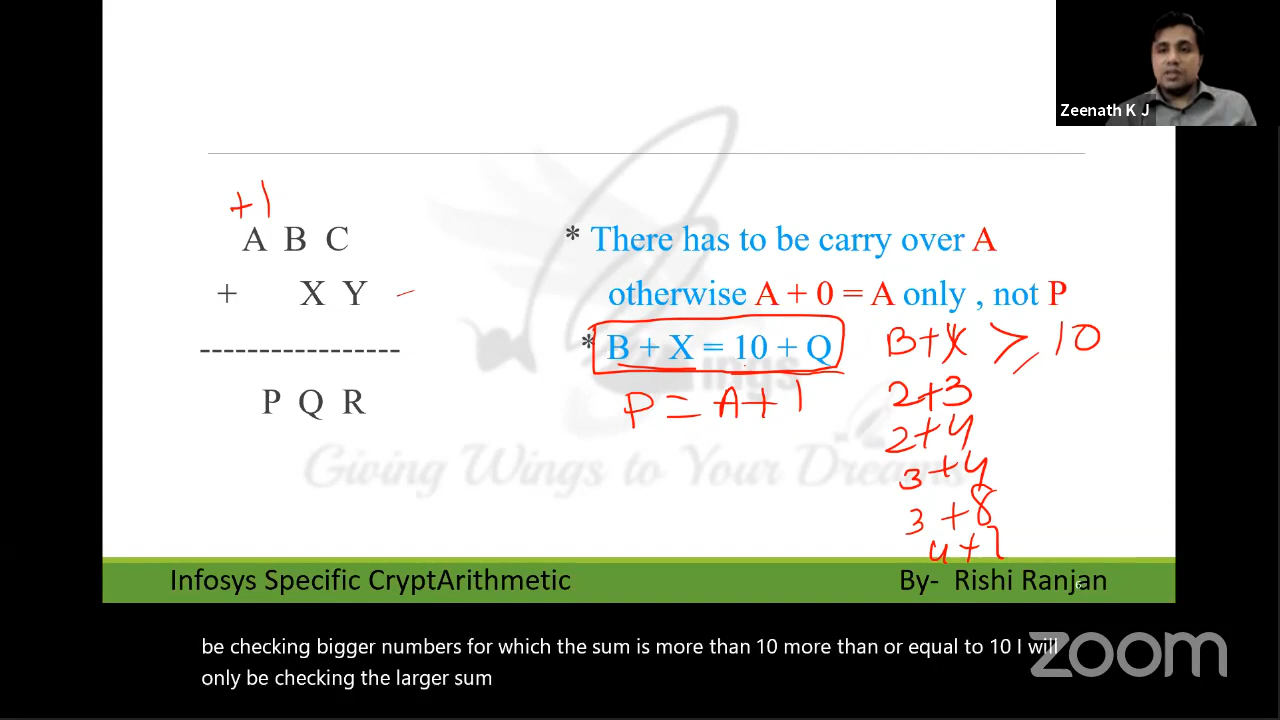 Zeenath K J
+1
A B C
* There has to be carry over A
+ X Y
otherwise A + 0 = A only , not P
* B + X = 10 + Q
B+X ≥ 10
-----------------
P = A+1
2+3
P Q R
2+4
3+4
Giving Wings to Your Dreams
3+8
4+7
Infosys Specific CryptArithmetic
By- Rishi Ranjan
be checking bigger numbers for which the sum is more than 10 more than or equal to 10 I will
only be checking the larger sum
zoom